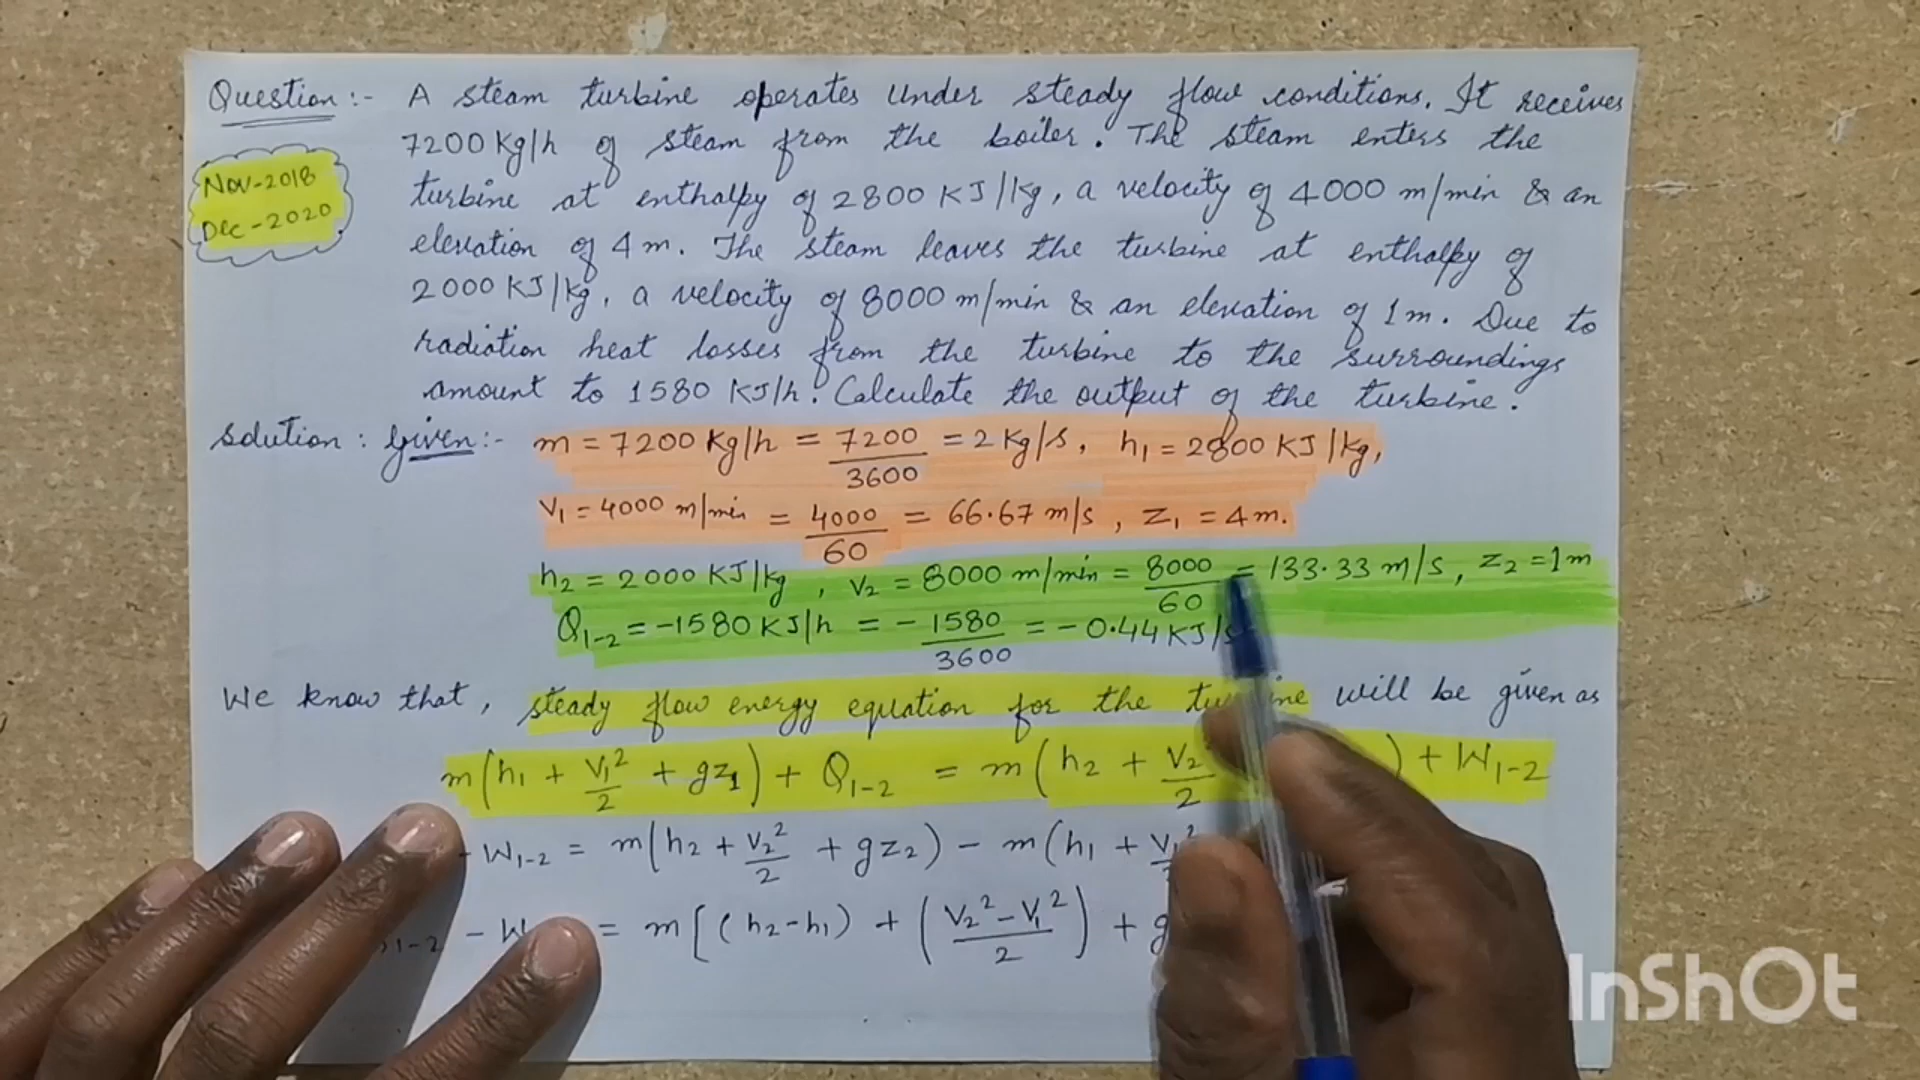 Question :- A steam turbine operates under steady flow conditions. It receives
7200 Kg/h of steam from the boiler. The steam enters the
Nov-2018
Dec-2020
turbine at enthalpy of 2800 KJ/Kg, a velocity of 4000 m/min & an
elevation of 4 m. The steam leaves the turbine at enthalpy of
2000 KJ/Kg, a velocity of 8000 m/min & an elevation of 1 m. Due to
radiation heat losses from the turbine to the surroundings
amount to 1580 KJ/h. Calculate the output of the turbine.
Solution : Given :- m = 7200 Kg/h = 7200/3600 = 2 Kg/s, h₁ = 2800 KJ/Kg,
V₁ = 4000 m/min = 4000/60 = 66.67 m/s, Z₁ = 4 m.
h₂ = 2000 KJ/Kg, V₂ = 8000 m/min = 8000/60 = 133.33 m/s, Z₂ = 1 m
Q₁₋₂ = -1580 KJ/h = - 1580/3600 = - 0.44 KJ/s
We know that, steady flow energy equation for the turbine will be given as
m(h₁ + V₁²/2 + gz₁) + Q₁₋₂ = m(h₂ + V₂/2 ) + W₁₋₂
- W₁₋₂ = m(h₂ + V₂²/2 + gz₂) - m(h₁ + V₁²
1-2 - W = m[(h₂-h₁) + (V₂²-V₁²/2) + g
InShOt